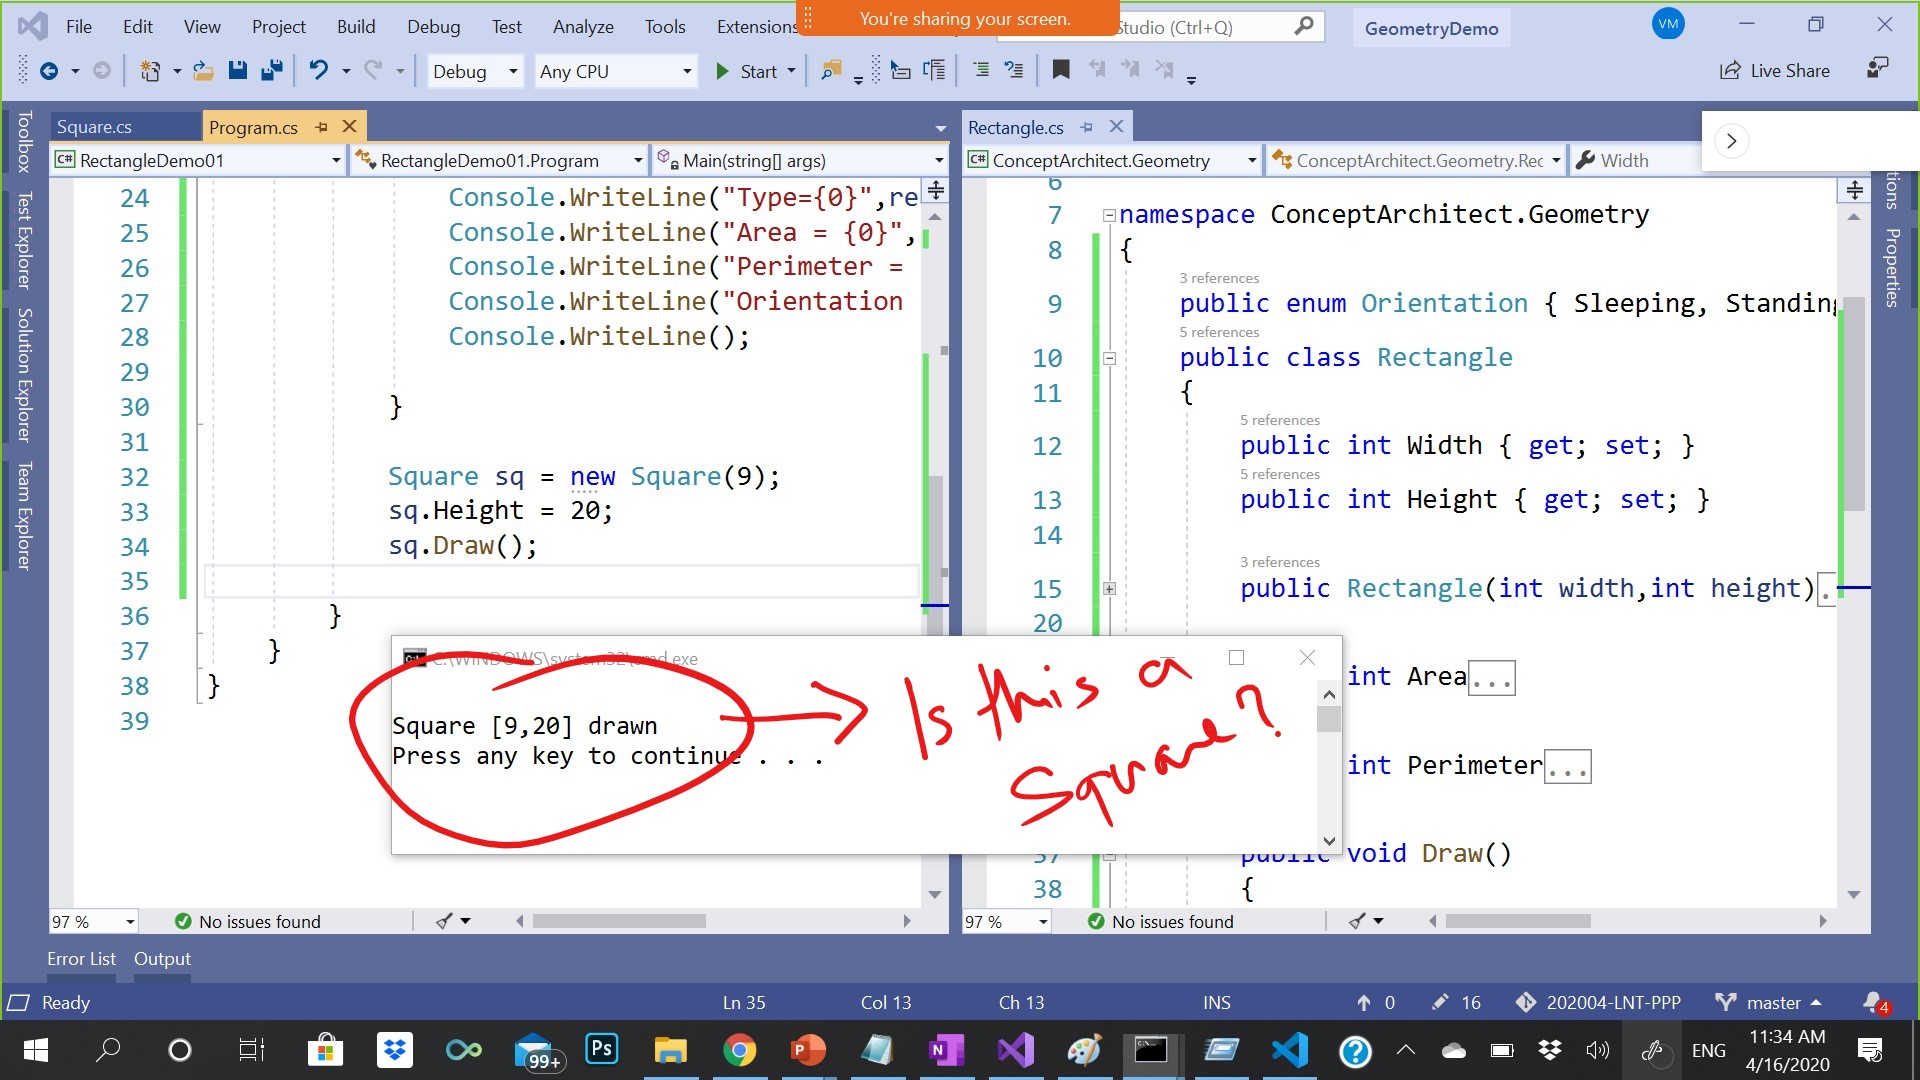 File Edit View Project Build Debug Test Analyze Tools Extensions
You're sharing your screen.
Studio (Ctrl+Q)
GeometryDemo
VM
Debug Any CPU Start
Live Share
Square.cs Program.cs
RectangleDemo01 RectangleDemo01.Program Main(string[] args)
24 Console.WriteLine("Type={0}",re
25 Console.WriteLine("Area = {0}",
26 Console.WriteLine("Perimeter =
27 Console.WriteLine("Orientation
28 Console.WriteLine();
29
30 }
31
32 Square sq = new Square(9);
33 sq.Height = 20;
34 sq.Draw();
35
36 }
37 }
38 }
39
97 % No issues found
Rectangle.cs
C# ConceptArchitect.Geometry ConceptArchitect.Geometry.Rec Width
6
7 namespace ConceptArchitect.Geometry
8 {
3 references
9 public enum Orientation { Sleeping, Standing
5 references
10 public class Rectangle
11 {
5 references
12 public int Width { get; set; }
5 references
13 public int Height { get; set; }
14
3 references
15 public Rectangle(int width,int height)
20
int Area...
int Perimeter...
37 public void Draw()
38 {
97 % No issues found
C:\WINDOWS\system32\cmd.exe
Square [9,20] drawn
Press any key to continue . . .
Is this a
Square?
Toolbox
Test Explorer
Solution Explorer
Team Explorer
tions
Properties
Error List Output
Ready Ln 35 Col 13 Ch 13 INS 0 16 202004-LNT-PPP master 4
99+ Ps ENG
11:34 AM
4/16/2020